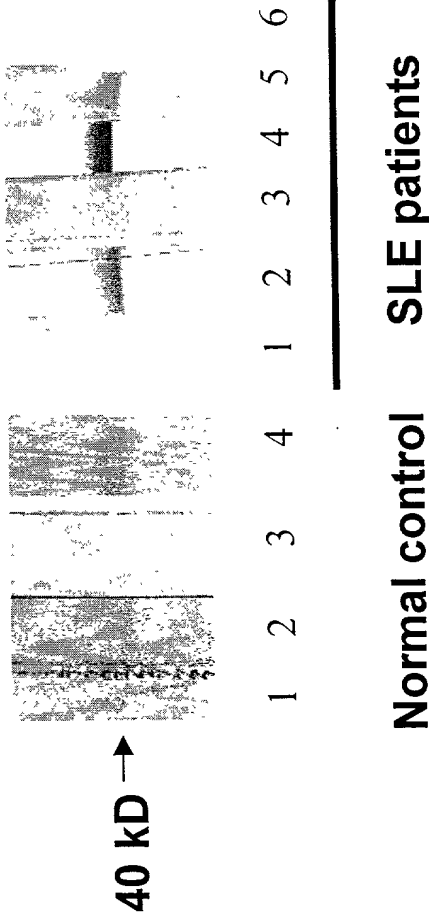 40 kD →
1 2 3 4
1 2 3 4 5 6
Normal control
SLE patients